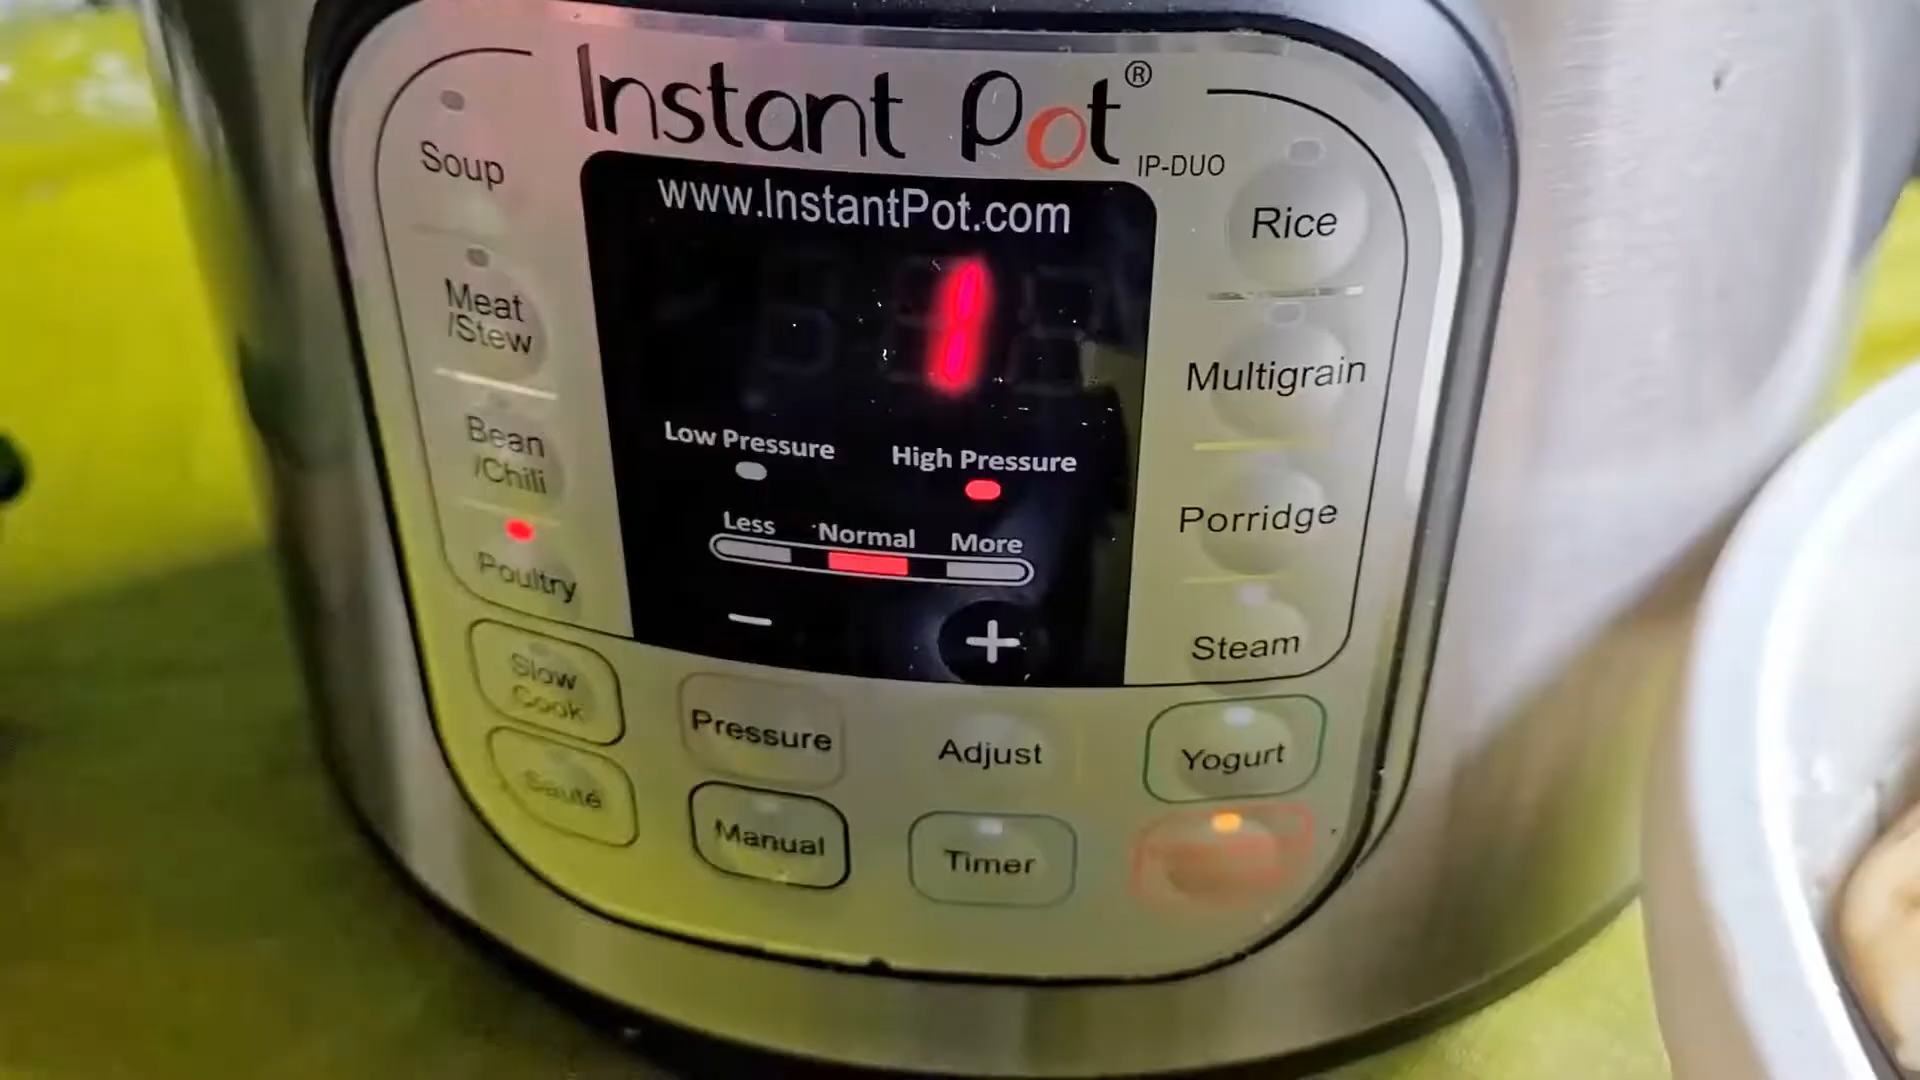 Instant Pot®
IP-DUO
www.InstantPot.com
1
Low Pressure
High Pressure
Less
Normal
More
−
+
Soup
Meat
/Stew
Bean
/Chili
Poultry
Slow
Cook
Sauté
Pressure
Manual
Adjust
Timer
Rice
Multigrain
Porridge
Steam
Yogurt